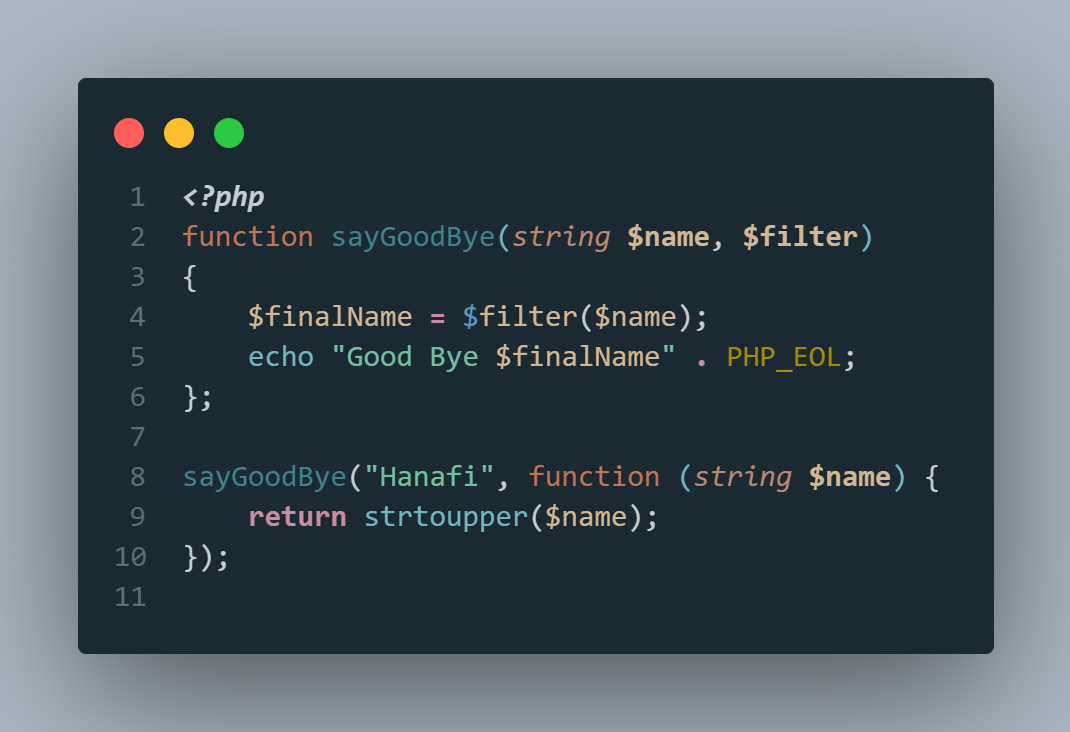 1 <?php
2 function sayGoodBye(string $name, $filter)
3 {
4     $finalName = $filter($name);
5     echo "Good Bye $finalName" . PHP_EOL;
6 };
7
8 sayGoodBye("Hanafi", function (string $name) {
9     return strtoupper($name);
10 });
11